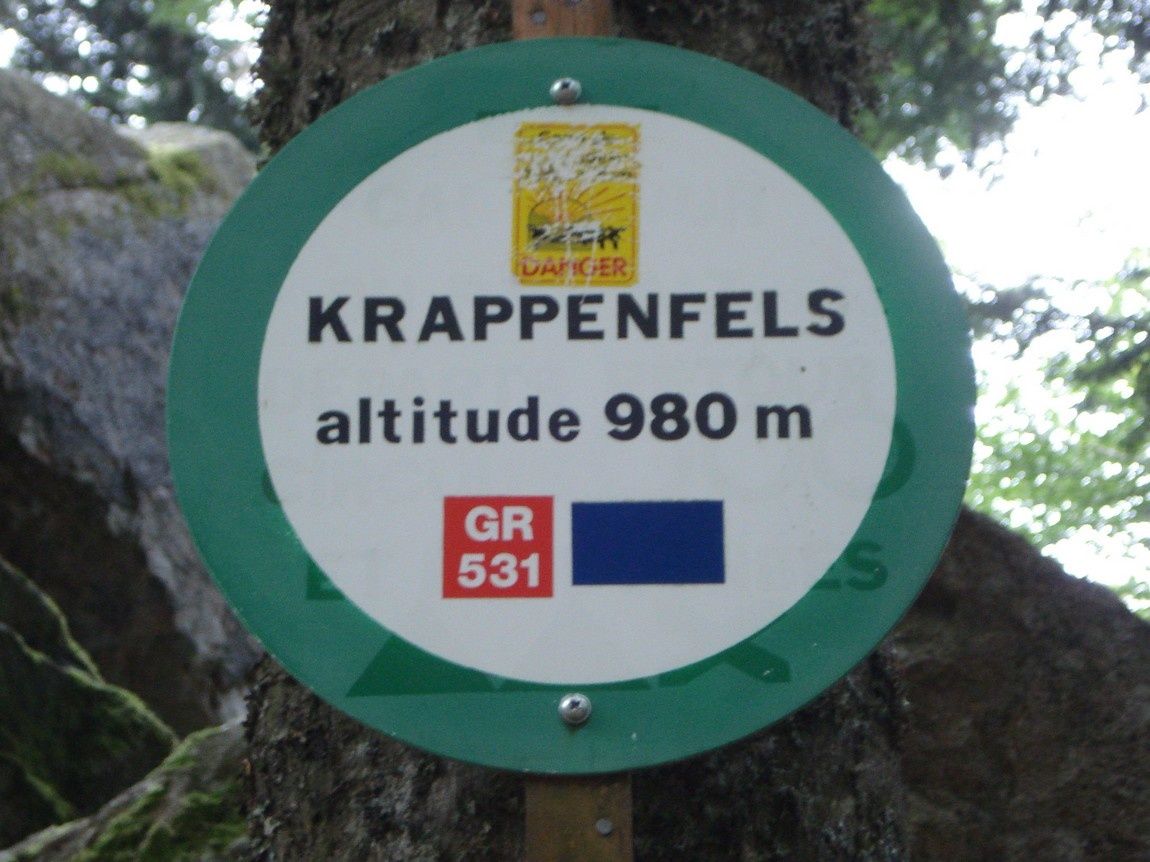 DANGER
KRAPPENFELS
altitude 980 m
GR
531